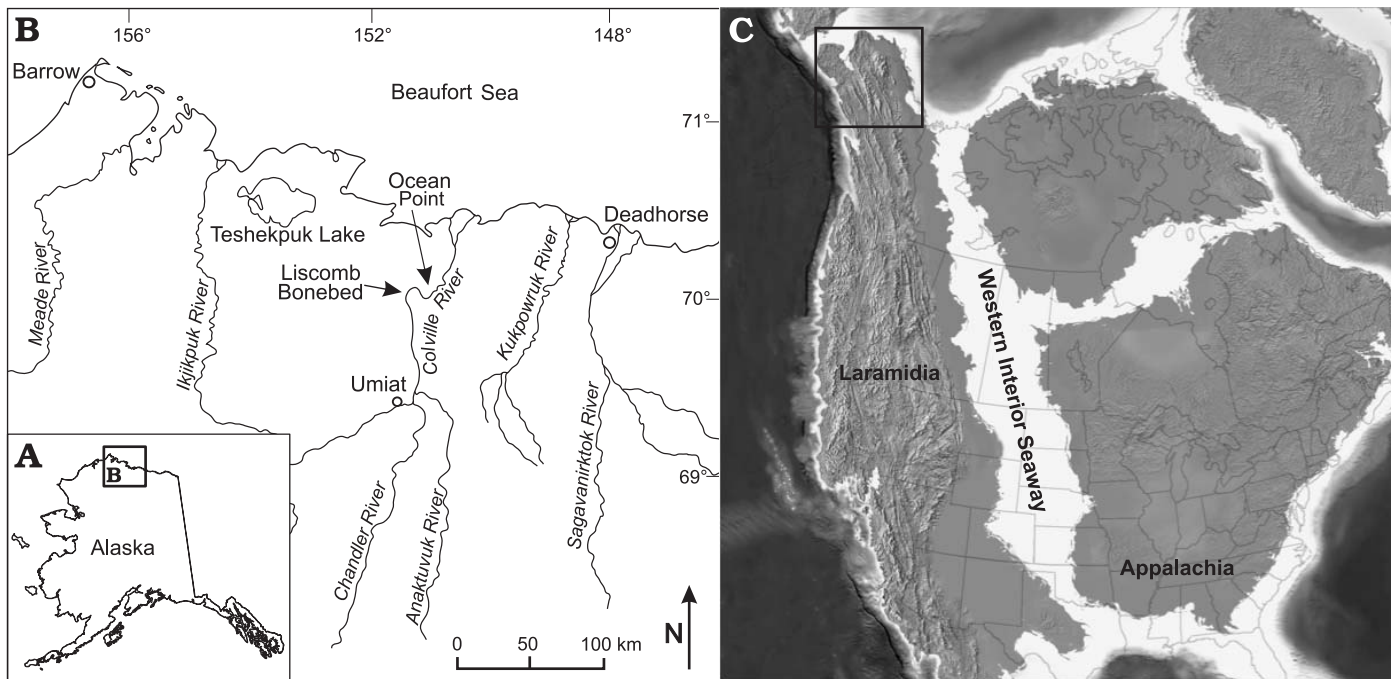 B
156°
152°
148°
Barrow
Beaufort Sea
71°
Ocean
Point
Deadhorse
Teshekpuk Lake
Meade River
Ikjikpuk River
Liscomb
Bonebed
Colville River
Kukpowruk River
70°
Umiat
Sagavanirktok River
69°
Chandler River
Anaktuvuk River
0 50 100 km
N
A
B
Alaska
C
Western Interior Seaway
Laramidia
Appalachia